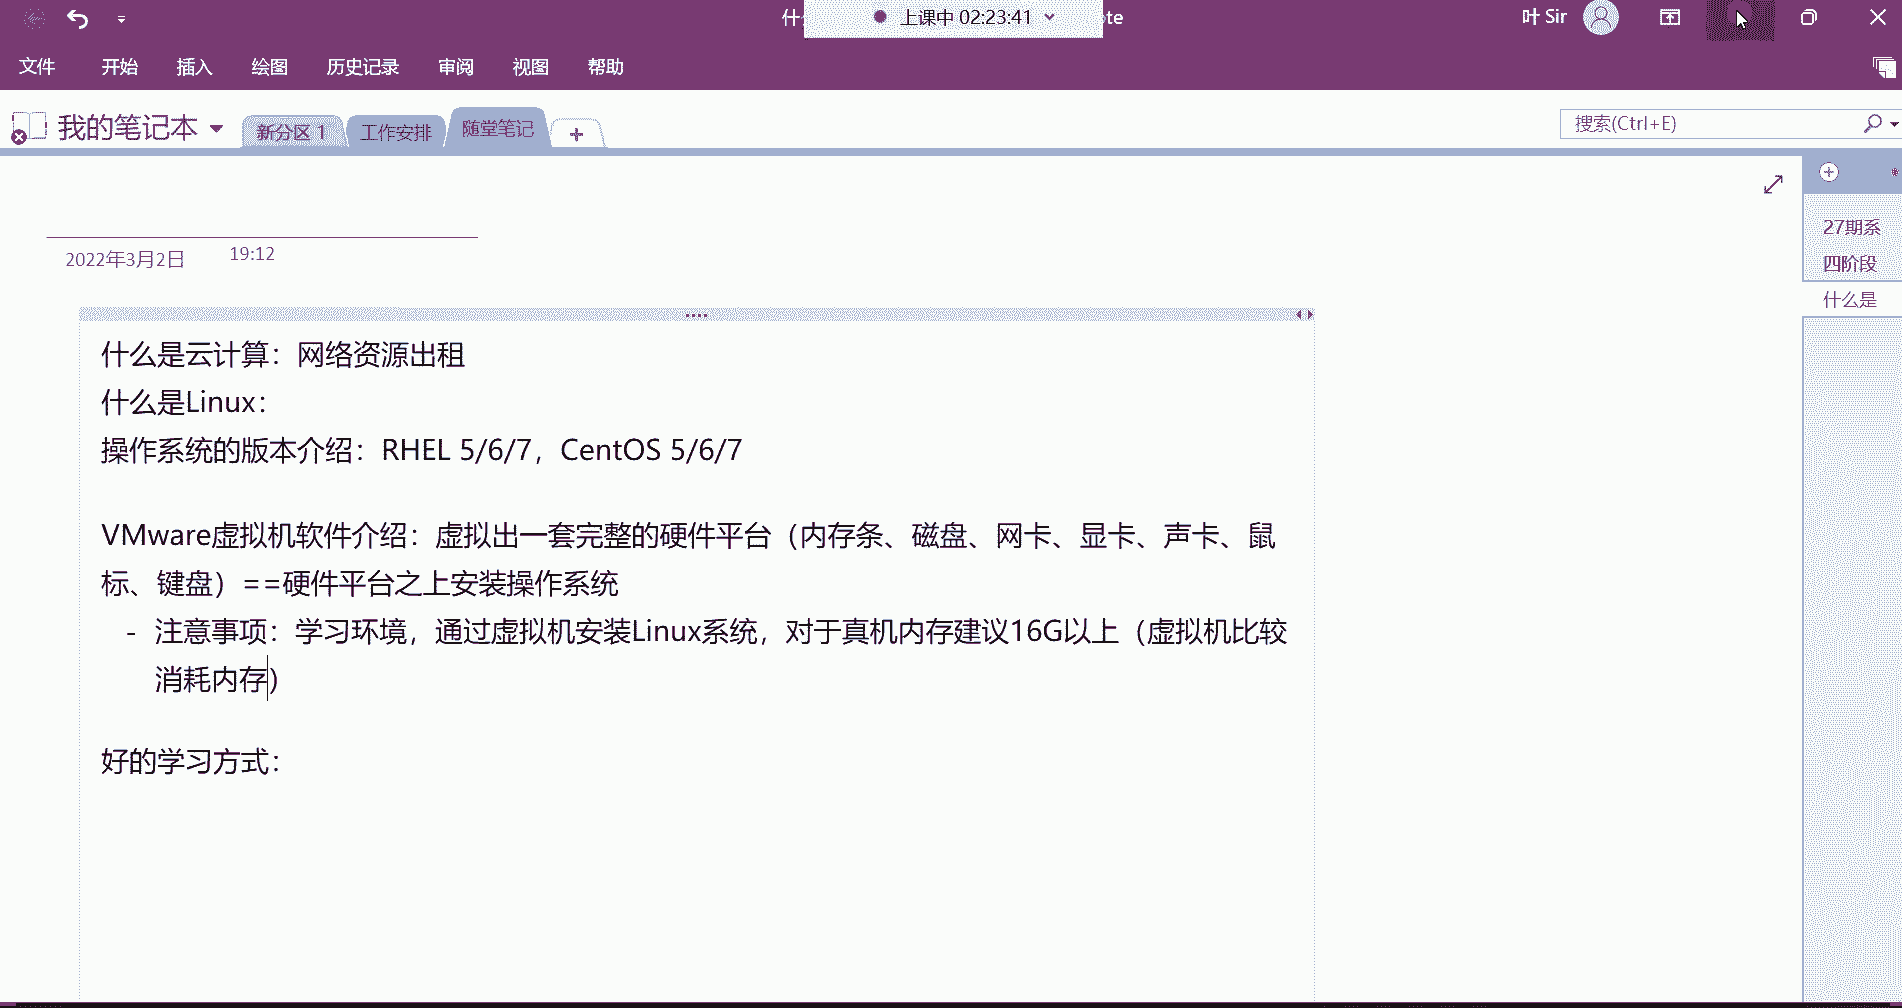 上课中 02:23:41
叶 Sir
文件 开始 插入 绘图 历史记录 审阅 视图 帮助
我的笔记本 新分区 1 工作安排 随堂笔记
搜索(Ctrl+E)
2022年3月2日 19:12
27期系
四阶段
什么是
什么是云计算：网络资源出租
什么是Linux：
操作系统的版本介绍：RHEL 5/6/7，CentOS 5/6/7
VMware虚拟机软件介绍：虚拟出一套完整的硬件平台（内存条、磁盘、网卡、显卡、声卡、鼠
标、键盘）==硬件平台之上安装操作系统
- 注意事项：学习环境，通过虚拟机安装Linux系统，对于真机内存建议16G以上（虚拟机比较
消耗内存）
好的学习方式：